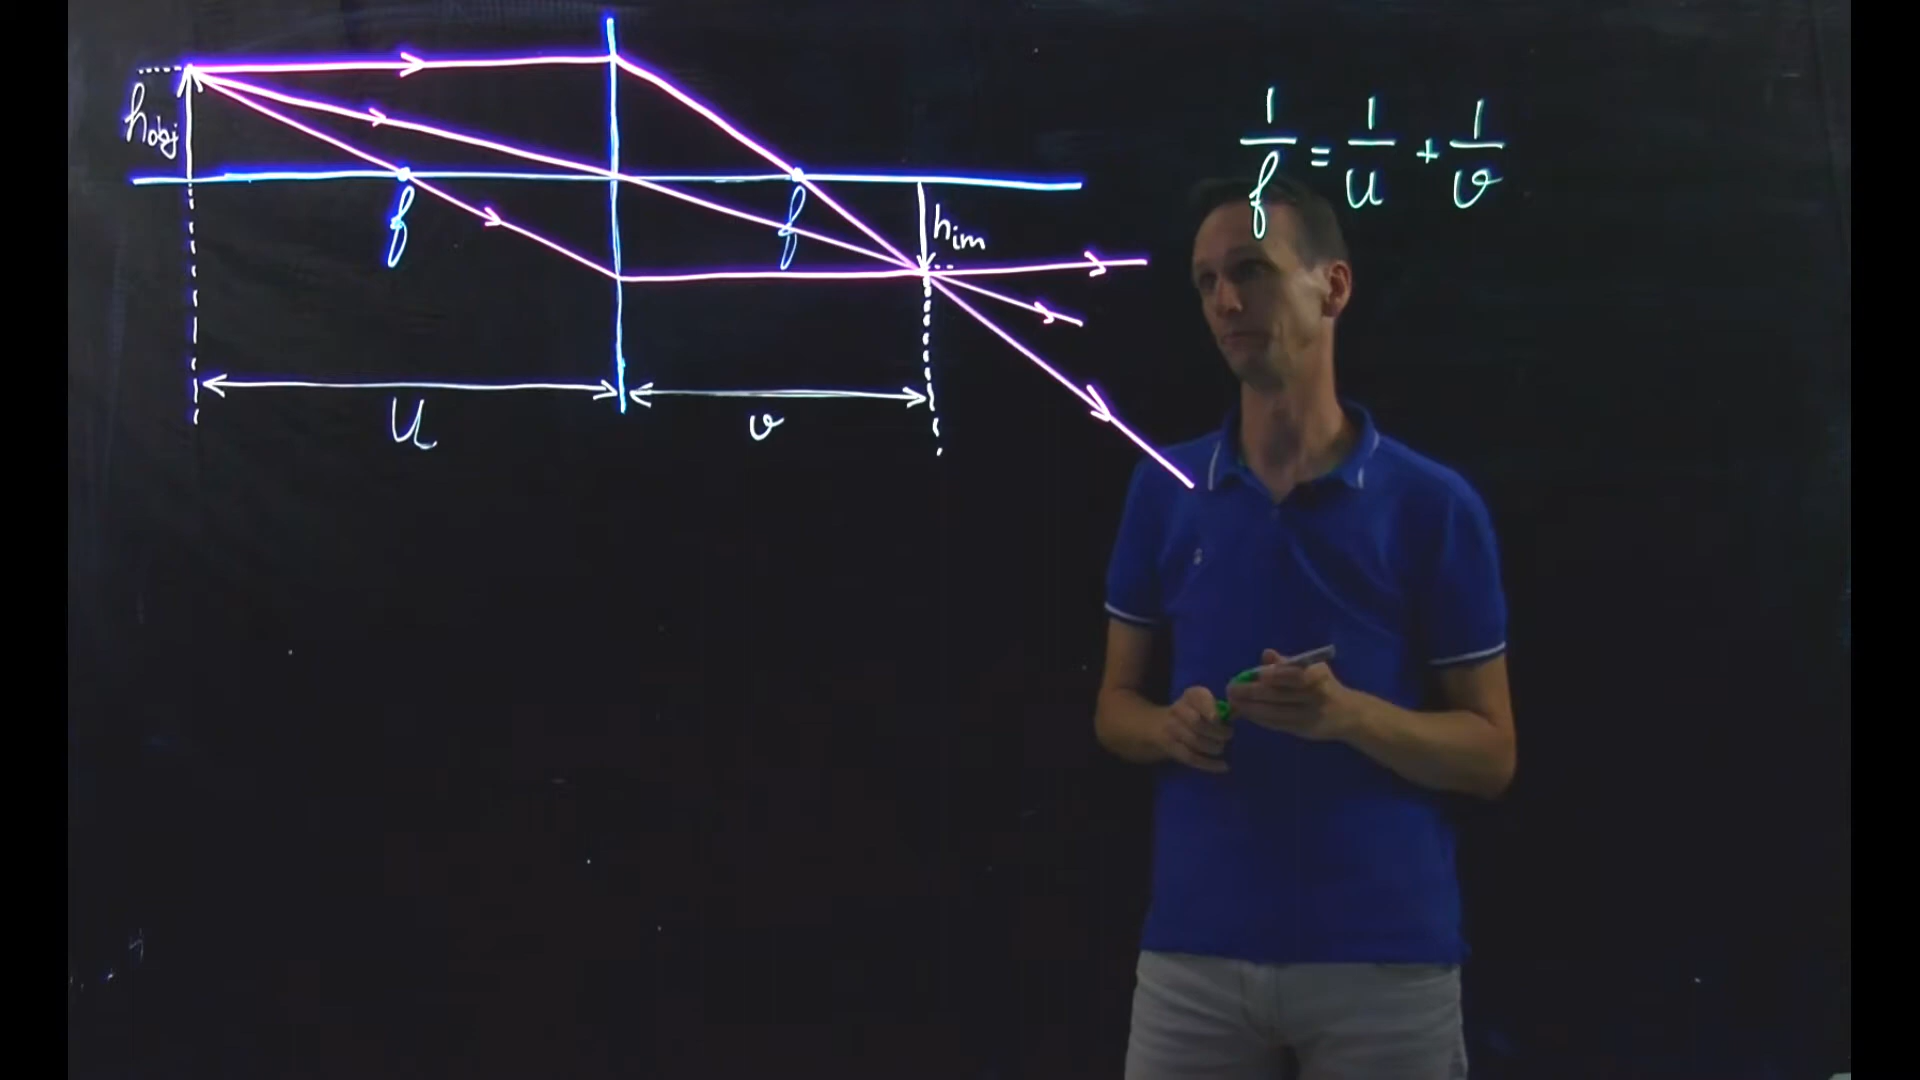 h_obj
f
f
h_im
u
v
1/f = 1/u + 1/v